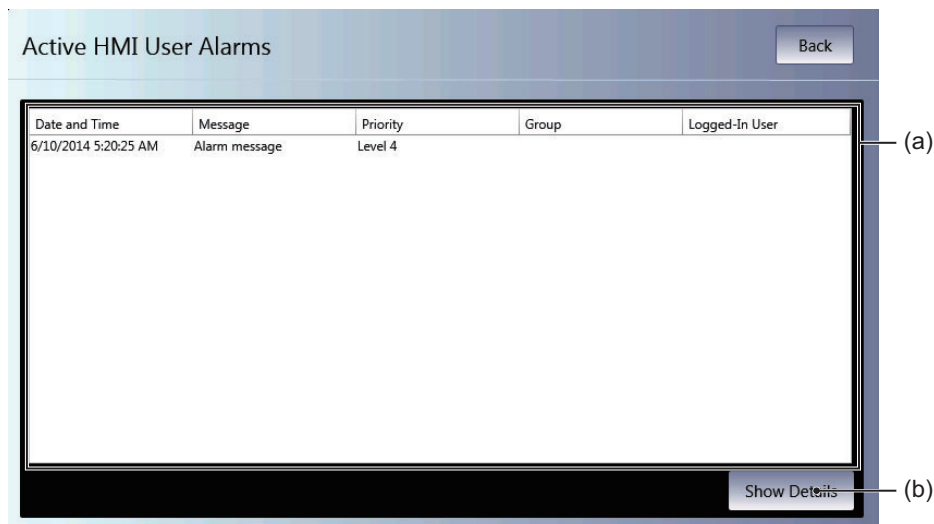 Active HMI User Alarms
Back
Date and Time Message Priority Group Logged-In User
6/10/2014 5:20:25 AM Alarm message Level 4
(a)
Show Details
(b)